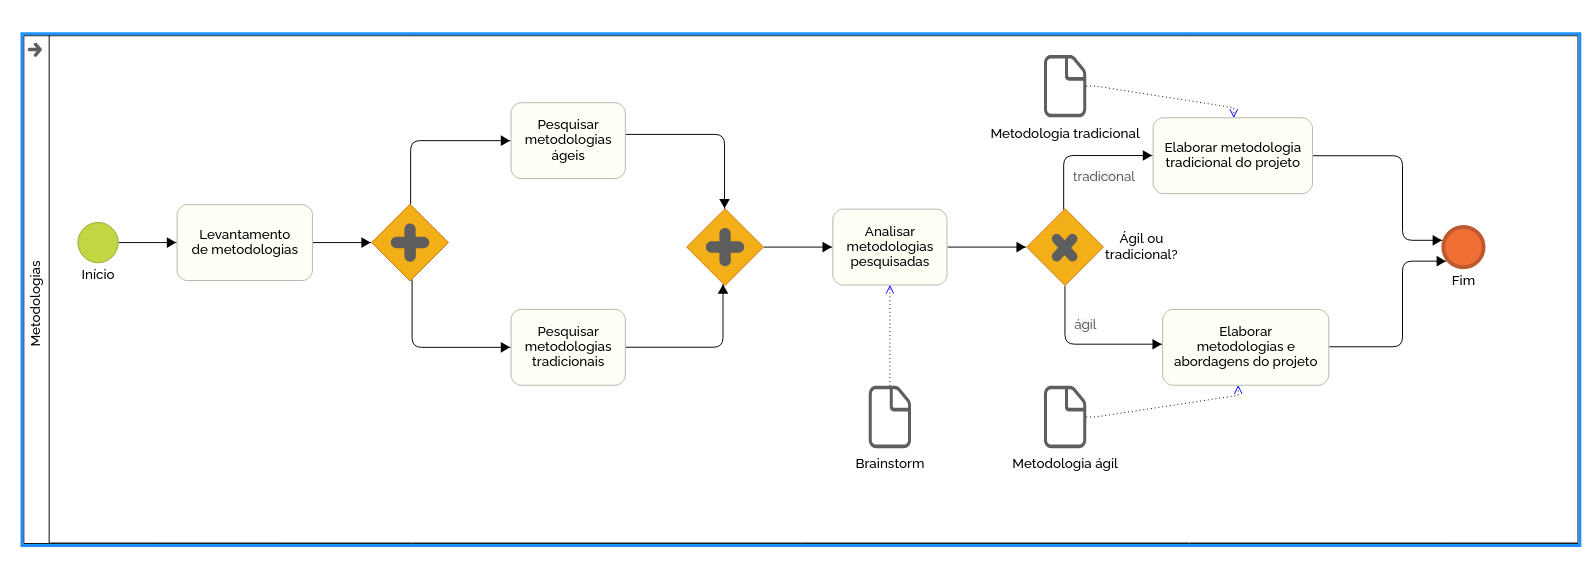 Metodologias
Início
Levantamento
de metodologias
Pesquisar
metodologias
ágeis
Pesquisar
metodologias
tradicionais
Analisar
metodologias
pesquisadas
Brainstorm
Ágil ou
tradicional?
tradiconal
ágil
Metodologia tradicional
Elaborar metodologia
tradicional do projeto
Elaborar
metodologias e
abordagens do projeto
Metodologia ágil
Fim